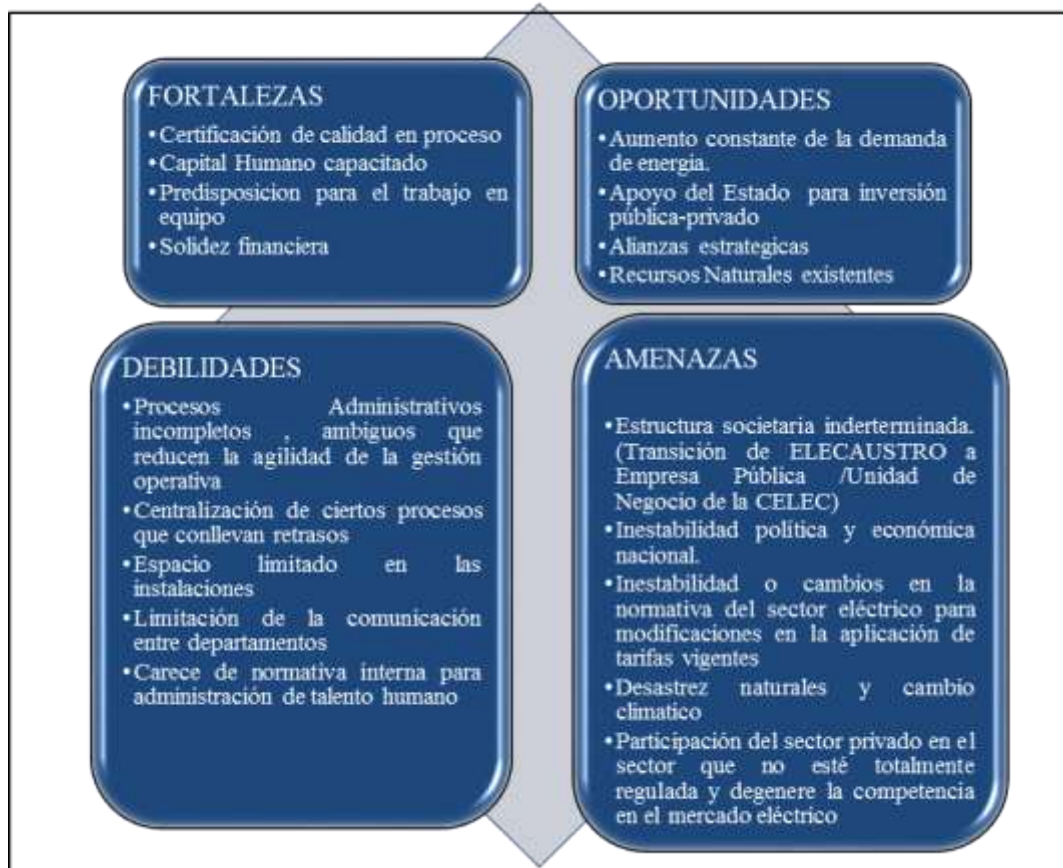 FORTALEZAS
•Certificación de calidad en proceso
•Capital Humano capacitado
•Predisposicion para el trabajo en
equipo
•Solidez financiera
OPORTUNIDADES
•Aumento constante de la demanda
de energía.
•Apoyo del Estado para inversión
pública-privado
•Alianzas estrategicas
•Recursos Naturales existentes
DEBILIDADES
•Procesos Administrativos
incompletos , ambiguos que
reducen la agilidad de la gestión
operativa
•Centralización de ciertos procesos
que conllevan retrasos
•Espacio limitado en las
instalaciones
•Limitación de la comunicación
entre departamentos
•Carece de normativa interna para
administración de talento humano
AMENAZAS
•Estructura societaria inderterminada.
(Transición de ELECAUSTRO a
Empresa Pública /Unidad de
Negocio de la CELEC)
•Inestabilidad política y económica
nacional.
•Inestabilidad o cambios en la
normativa del sector eléctrico para
modificaciones en la aplicación de
tarifas vigentes
•Desastrez naturales y cambio
climatico
•Participación del sector privado en el
sector que no esté totalmente
regulada y degenere la competencia
en el mercado eléctrico